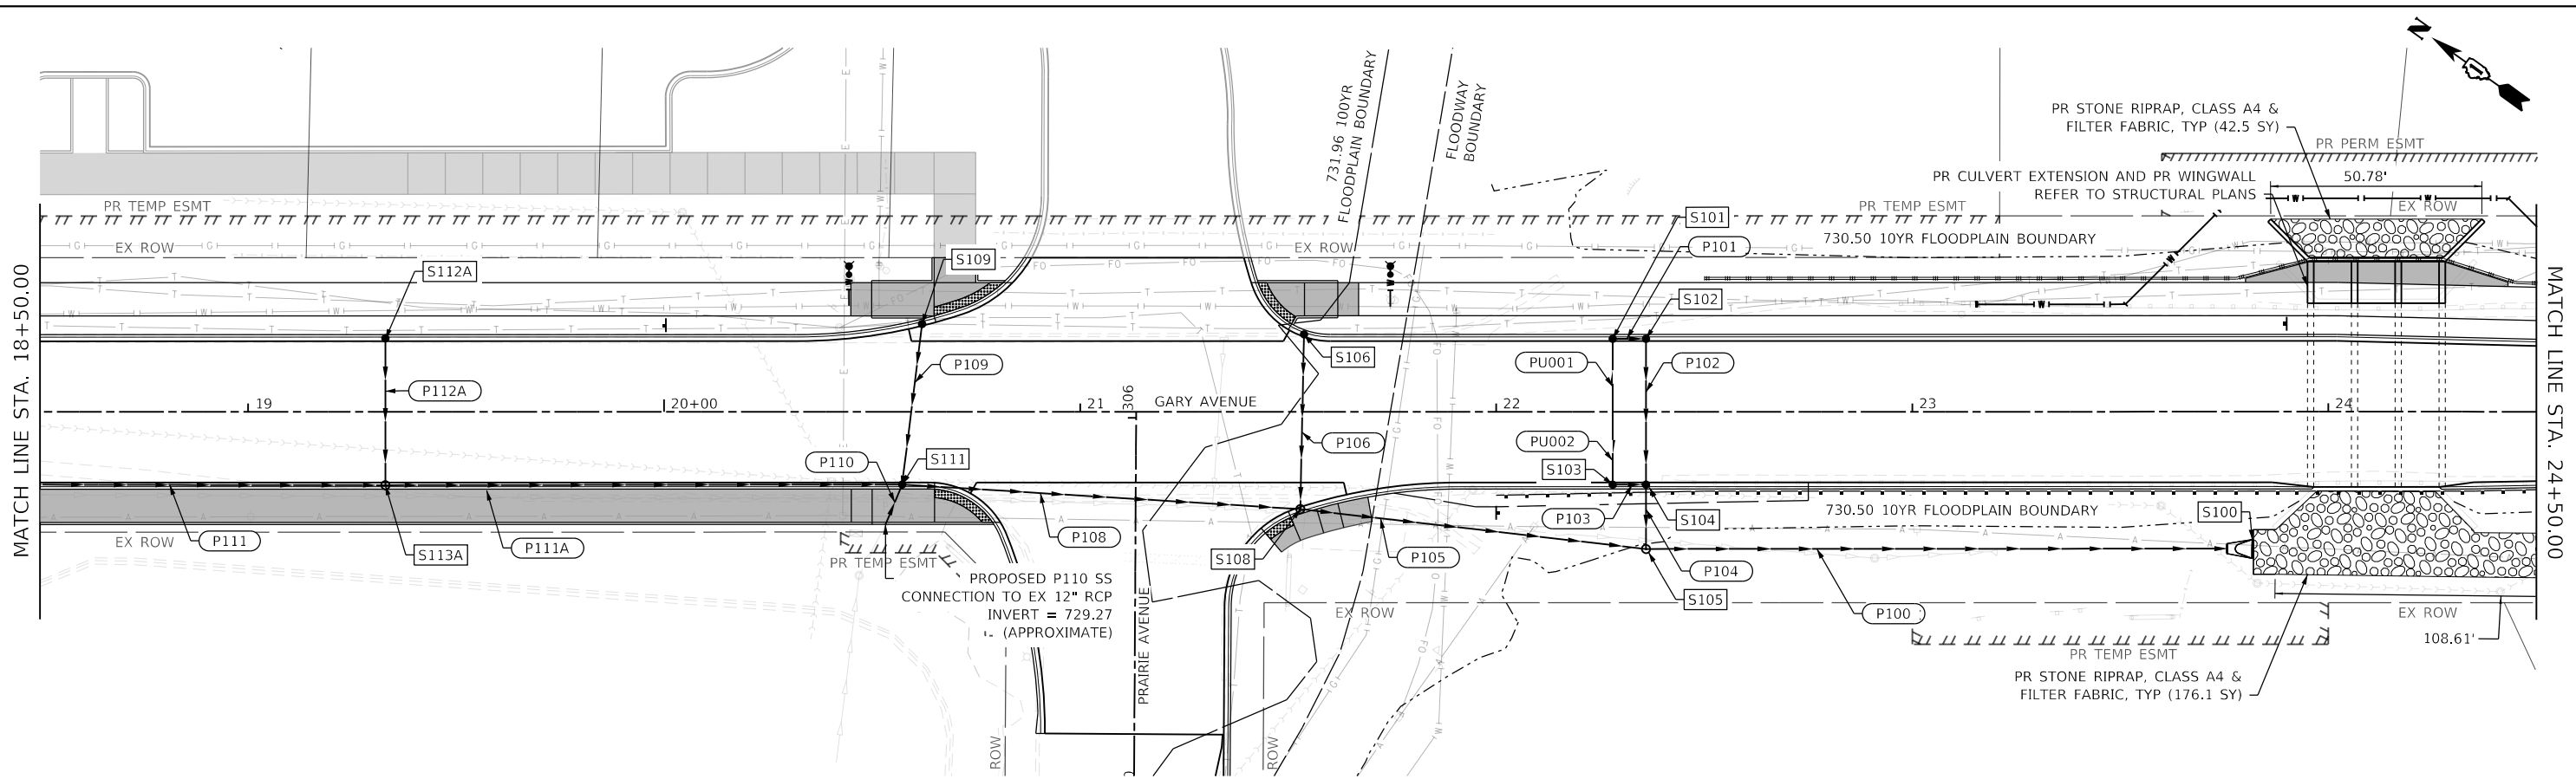 N
PR STONE RIPRAP, CLASS A4 &
FILTER FABRIC, TYP (42.5 SY)
PR PERM ESMT
731.96 100YR
FLOODPLAIN BOUNDARY
FLOODWAY
BOUNDARY
PR CULVERT EXTENSION AND PR WINGWALL
REFER TO STRUCTURAL PLANS
50.78'
PR TEMP ESMT
PR TEMP ESMT
EX ROW
S101
P101
730.50 10YR FLOODPLAIN BOUNDARY
EX ROW
EX ROW
S112A
S109
S102
MATCH LINE STA. 18+50.00
MATCH LINE STA. 24+50.00
P112A
P109
S106
PU001
P102
19
20+00
21
306
GARY AVENUE
22
23
24
P110
S111
P106
PU002
S103
P111
S113A
P111A
EX ROW
P108
S108
P105
P103
S104
730.50 10YR FLOODPLAIN BOUNDARY
S100
PR TEMP ESMT
PROPOSED P110 SS
CONNECTION TO EX 12" RCP
INVERT = 729.27
(APPROXIMATE)
P104
S105
P100
EX ROW
EX ROW
108.61'
PRAIRIE AVENUE
PR TEMP ESMT
PR STONE RIPRAP, CLASS A4 &
FILTER FABRIC, TYP (176.1 SY)
ROW
ROW